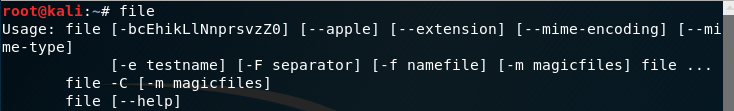 root@kali:~# file
Usage: file [-bcEhikLlNnprsvzZ0] [--apple] [--extension] [--mime-encoding] [--mi
me-type]
            [-e testname] [-F separator] [-f namefile] [-m magicfiles] file ...
       file -C [-m magicfiles]
       file [--help]